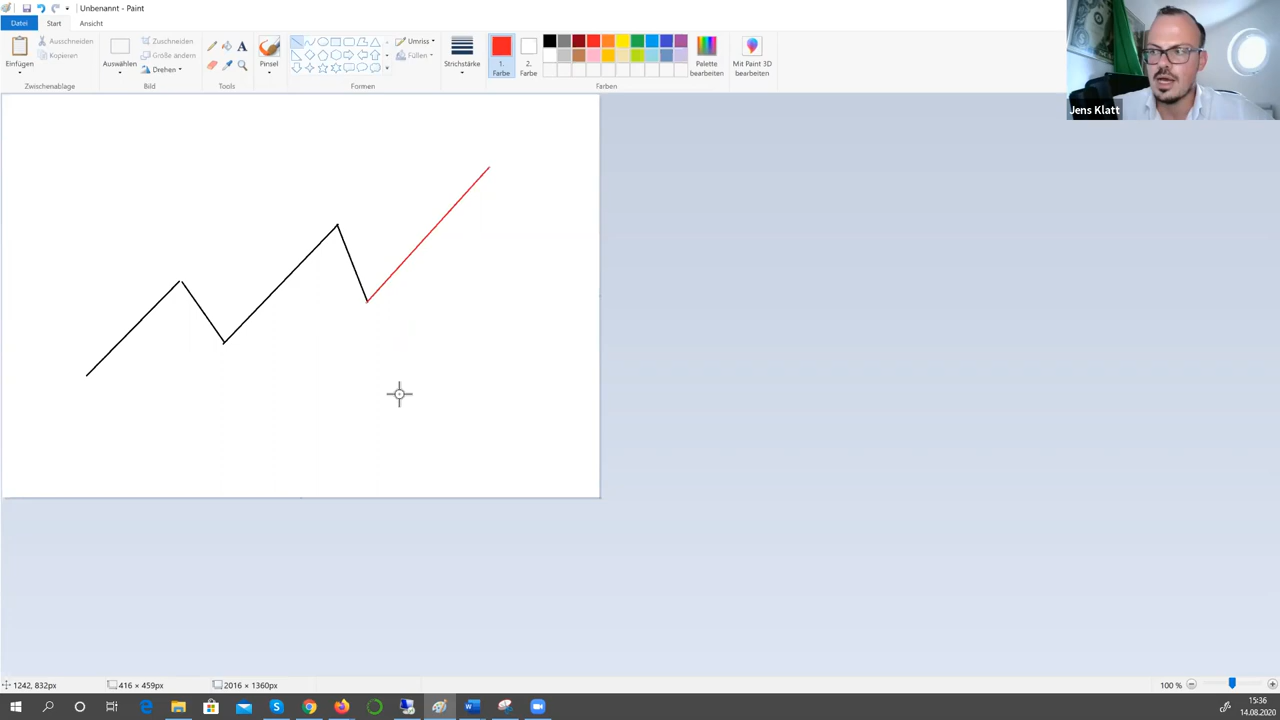 Unbenannt - Paint
Datei Start Ansicht
Einfügen
Zwischenablage
Ausschneiden
Kopieren
Auswählen
Zuschneiden
Größe ändern
Drehen
Bild
A
Tools
Pinsel
Umriss
Füllen
Formen
Strichstärke
1.
Farbe
2.
Farbe
Palette
bearbeiten
Mit Paint 3D
bearbeiten
Farben
Jens Klatt
1242, 832px
416 × 459px
2016 × 1360px
100 %
15:36
14.08.2020